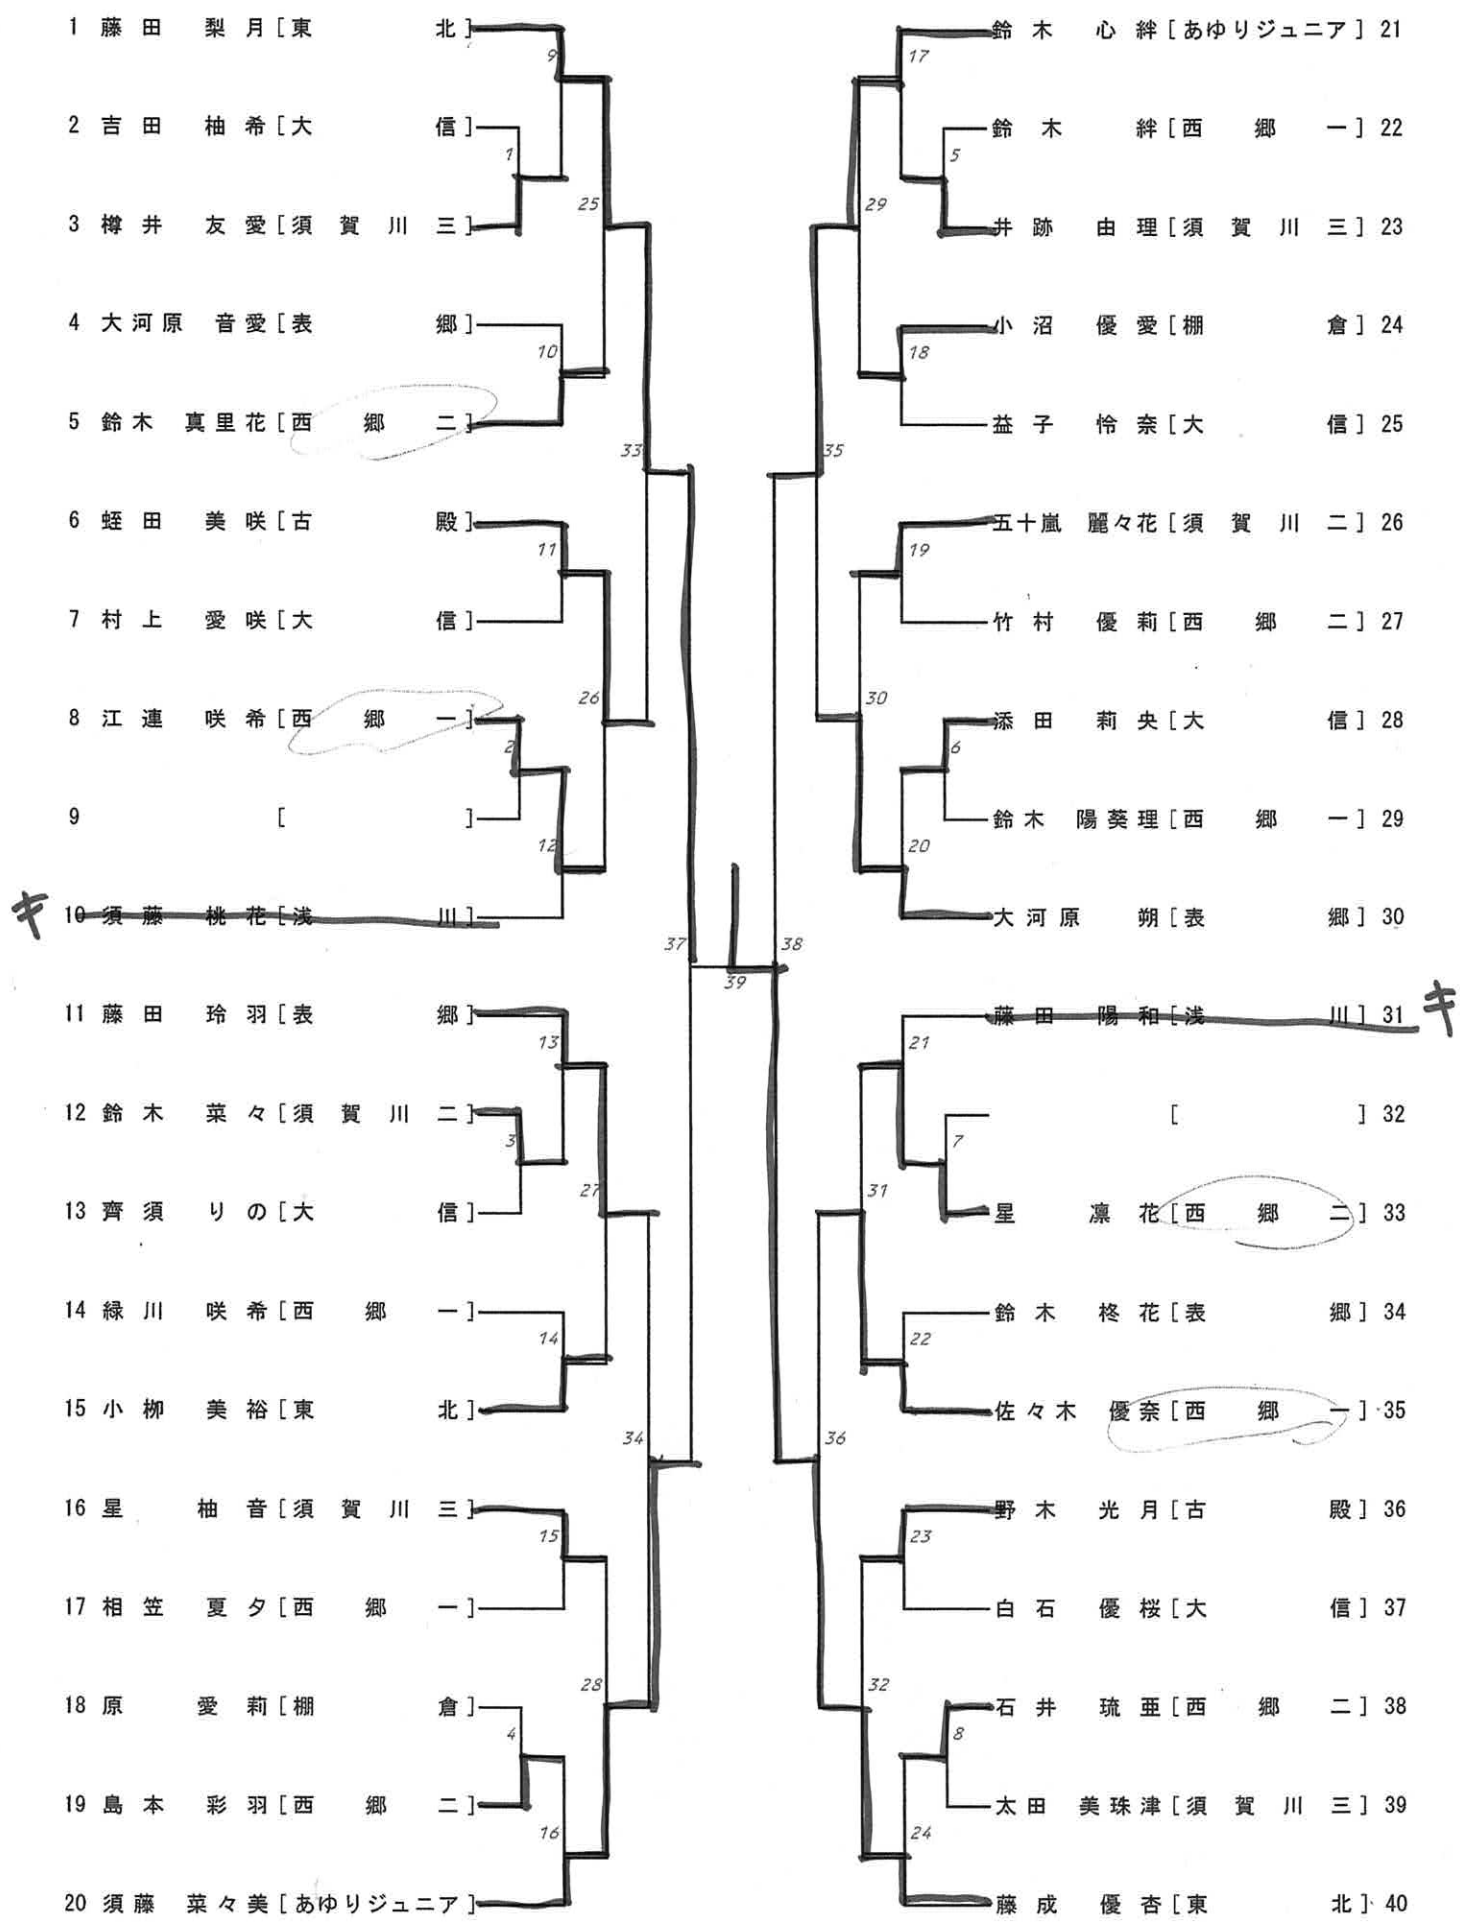 1 藤田 梨月 [東北]
9
2 吉田 柚希 [大信]
1
3 樽井 友愛 [須賀川三]
25
4 大河原 音愛 [表郷]
10
5 鈴木 真里花 [西郷二]
33
6 蛭田 美咲 [古殿]
11
7 村上 愛咲 [大信]
26
8 江連 咲希 [西郷一]
2
9 [ ]
12
キ 10 須藤 桃花 [浅川]
37
39
11 藤田 玲羽 [表郷]
13
12 鈴木 菜々 [須賀川二]
3
27
13 齊須 りの [大信]
14 緑川 咲希 [西郷一]
14
15 小栁 美裕 [東北]
34
16 星 柚音 [須賀川三]
15
17 相笠 夏夕 [西郷一]
28
18 原 愛莉 [棚倉]
4
19 島本 彩羽 [西郷二]
16
20 須藤 菜々美 [あゆりジュニア]
鈴木 心絆 [あゆりジュニア] 21
17
鈴木 絆 [西郷一] 22
5
29
井跡 由理 [須賀川三] 23
小沼 優愛 [棚倉] 24
18
益子 怜奈 [大信] 25
35
五十嵐 麗々花 [須賀川二] 26
19
竹村 優莉 [西郷二] 27
30
添田 莉央 [大信] 28
6
鈴木 陽葵理 [西郷一] 29
20
大河原 朔 [表郷] 30
38
藤田 陽和 [浅川] 31 キ
21
[ ] 32
7
31
星 凛花 [西郷二] 33
鈴木 柊花 [表郷] 34
22
佐々木 優奈 [西郷一] 35
36
野木 光月 [古殿] 36
23
白石 優桜 [大信] 37
32
石井 琉亜 [西郷二] 38
8
太田 美珠津 [須賀川三] 39
24
藤成 優杏 [東北] 40